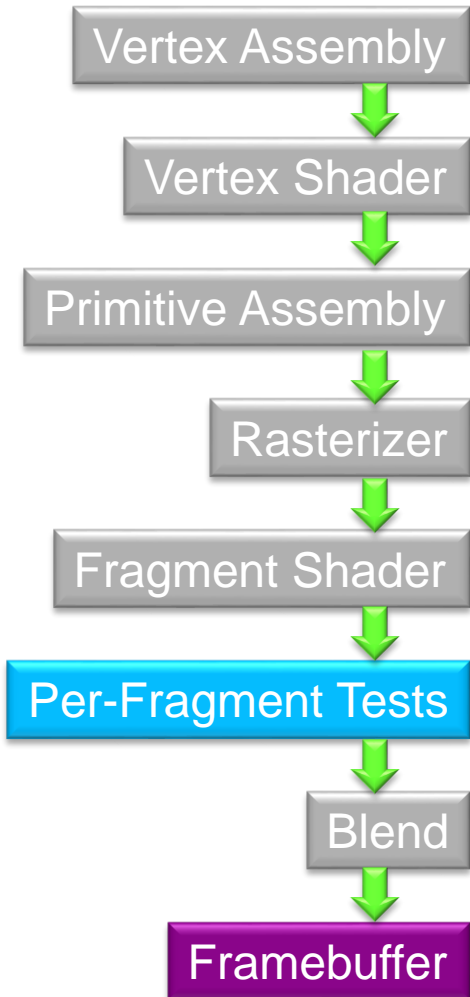 Vertex Assembly
Vertex Shader
Primitive Assembly
Rasterizer
Fragment Shader
Per-Fragment Tests
Blend
Framebuffer